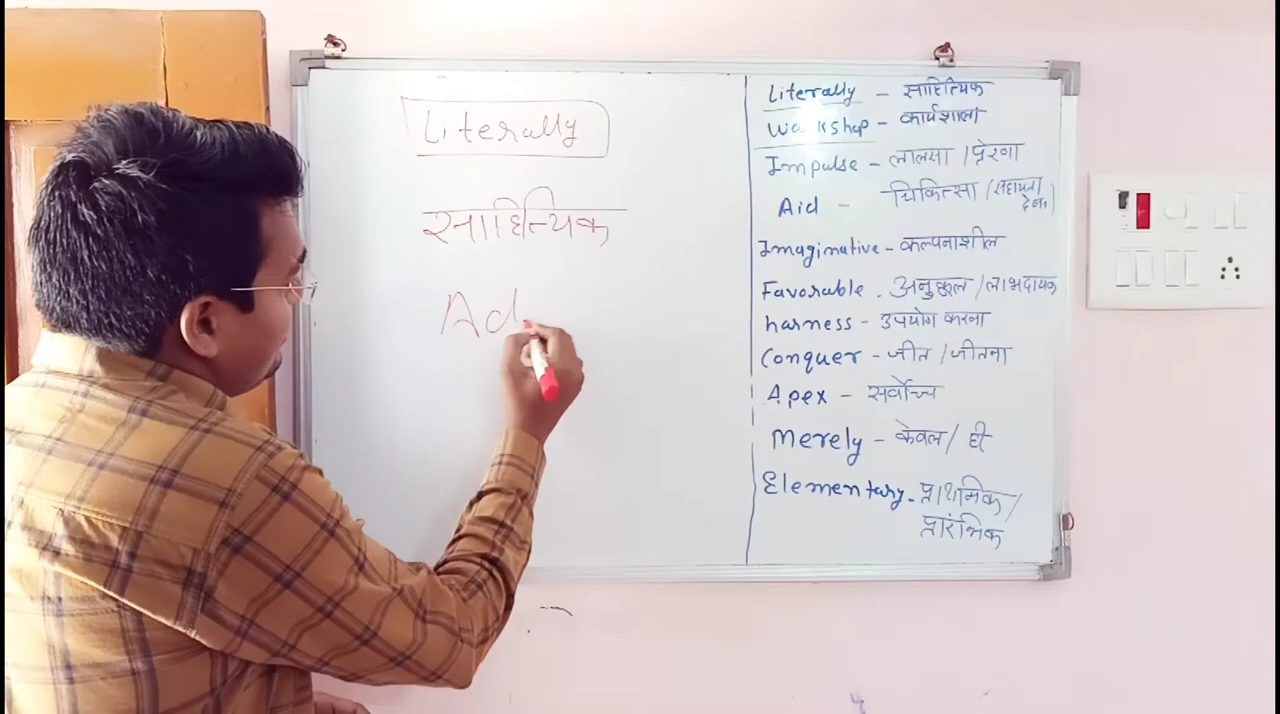 Literally
साहित्यिक
Ad
Literally - साहित्यिक
Workshop - कार्यशाला
Impulse - लालसा / प्रेरणा
Aid - चिकित्सा / सहायता देना
Imaginative - कल्पनाशील
Favorable . अनुकूल / लाभदायक
harness - उपयोग करना
Conquer - जीत / जीतना
Apex - सर्वोच्च
Merely - केवल / ही
Elementary - प्राथमिक /
प्रारंभिक